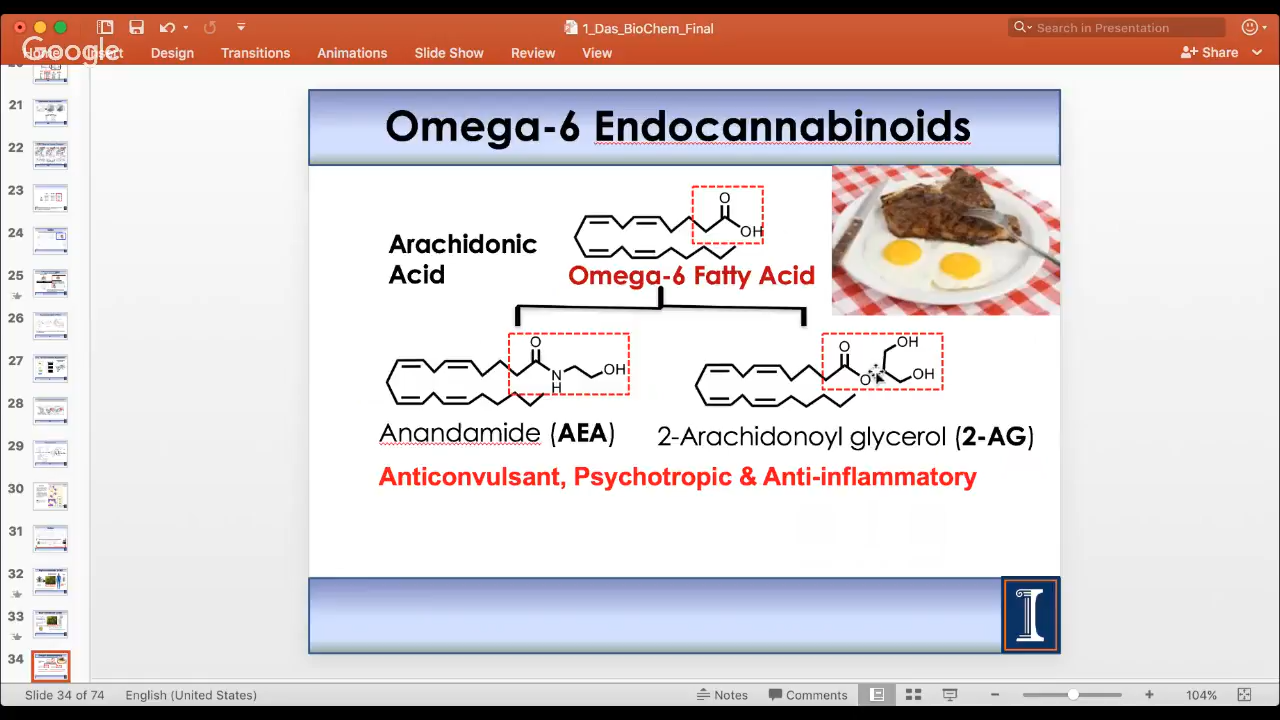 1_Das_BioChem_Final
Search in Presentation
Google
Insert Design Transitions Animations Slide Show Review View
Share
21
22
23
24
25
26
27
28
29
30
31
32
33
34
Omega-6 Endocannabinoids
Arachidonic
Acid
O
OH
Omega-6 Fatty Acid
O
N
H
OH
O
O
OH
OH
Anandamide (AEA)
2-Arachidonoyl glycerol (2-AG)
Anticonvulsant, Psychotropic & Anti-inflammatory
I
Slide 34 of 74 English (United States)
Notes Comments
104%